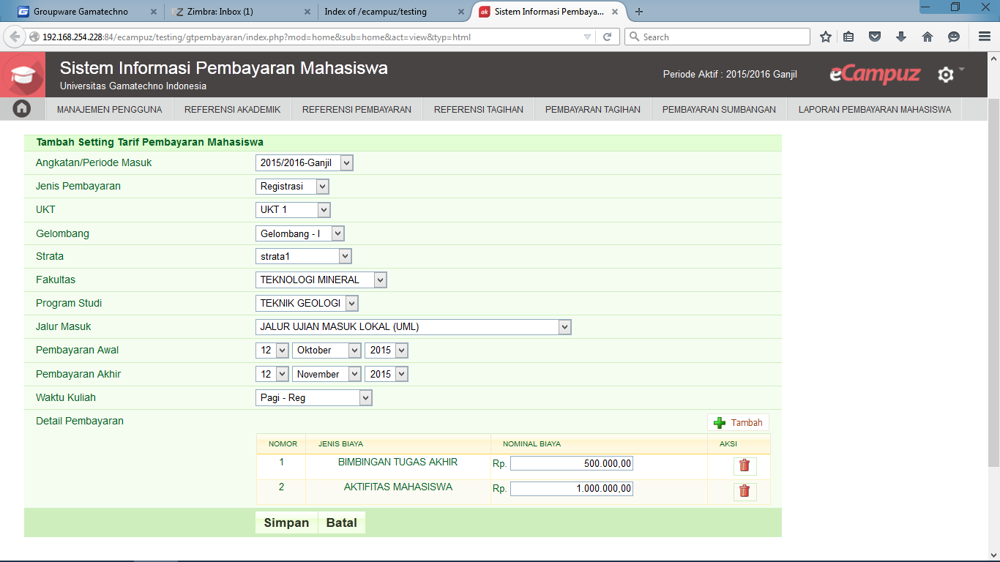 Groupware Gamatechno
Zimbra: Inbox (1)
Index of /ecampuz/testing
ak
Sistem Informasi Pembaya...
192.168.254.228:84/ecampuz/testing/gtpembayaran/index.php?mod=home&sub=home&act=view&typ=html
Search
Sistem Informasi Pembayaran Mahasiswa
Universitas Gamatechno Indonesia
Periode Aktif : 2015/2016 Ganjil
eCampuz
MANAJEMEN PENGGUNA REFERENSI AKADEMIK REFERENSI PEMBAYARAN REFERENSI TAGIHAN PEMBAYARAN TAGIHAN PEMBAYARAN SUMBANGAN LAPORAN PEMBAYARAN MAHASISWA
Tambah Setting Tarif Pembayaran Mahasiswa
Angkatan/Periode Masuk 2015/2016-Ganjil
Jenis Pembayaran Registrasi
UKT UKT 1
Gelombang Gelombang - I
Strata strata1
Fakultas TEKNOLOGI MINERAL
Program Studi TEKNIK GEOLOGI
Jalur Masuk JALUR UJIAN MASUK LOKAL (UML)
Pembayaran Awal 12 Oktober 2015
Pembayaran Akhir 12 November 2015
Waktu Kuliah Pagi - Reg
Detail Pembayaran
Tambah
NOMOR JENIS BIAYA NOMINAL BIAYA AKSI
1 BIMBINGAN TUGAS AKHIR Rp. 500.000,00
2 AKTIFITAS MAHASISWA Rp. 1.000.000,00
Simpan Batal